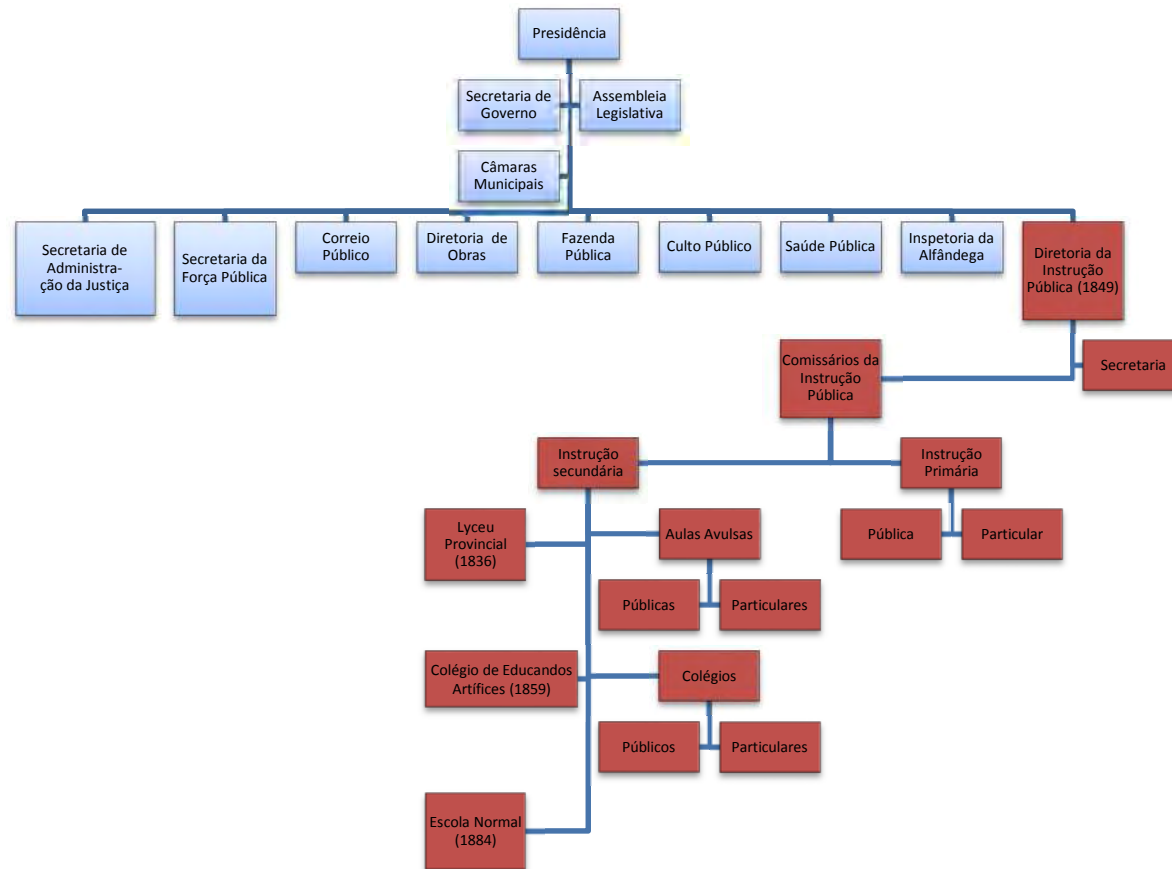 Presidência
Secretaria de
Governo
Assembleia
Legislativa
Câmaras
Municipais
Secretaria de
Administra-
ção da Justiça
Secretaria da
Força Pública
Correio
Público
Diretoria de
Obras
Fazenda
Pública
Culto Público
Saúde Pública
Inspetoria da
Alfândega
Diretoria da
Instrução
Pública (1849)
Comissários da
Instrução
Pública
Secretaria
Instrução
secundária
Instrução
Primária
Lyceu
Provincial
(1836)
Aulas Avulsas
Pública
Particular
Públicas
Particulares
Colégio de Educandos
Artífices (1859)
Colégios
Públicos
Particulares
Escola Normal
(1884)